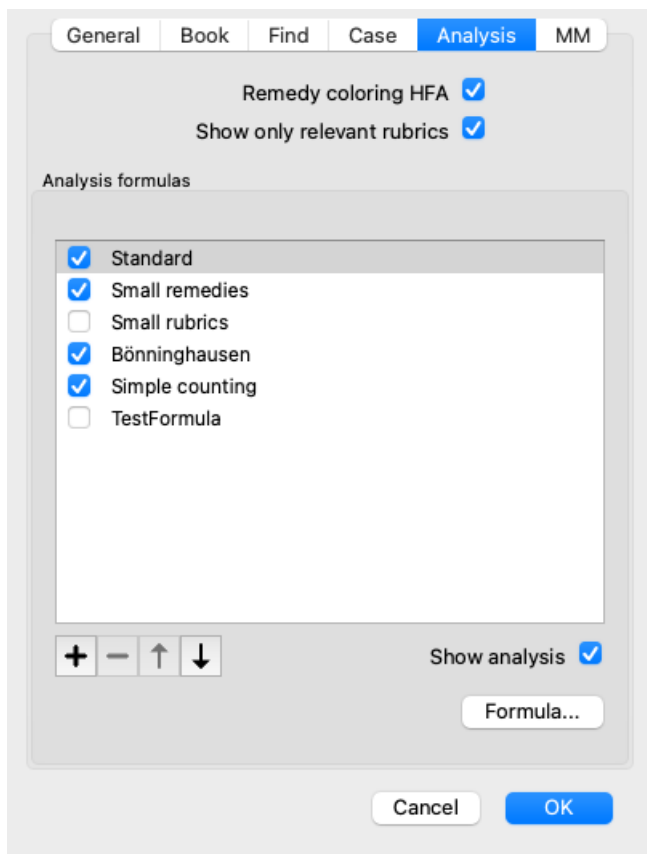 General Book Find Case Analysis MM
Remedy coloring HFA
Show only relevant rubrics
Analysis formulas
Standard
Small remedies
Small rubrics
Bönninghausen
Simple counting
TestFormula
Show analysis
Formula...
Cancel OK